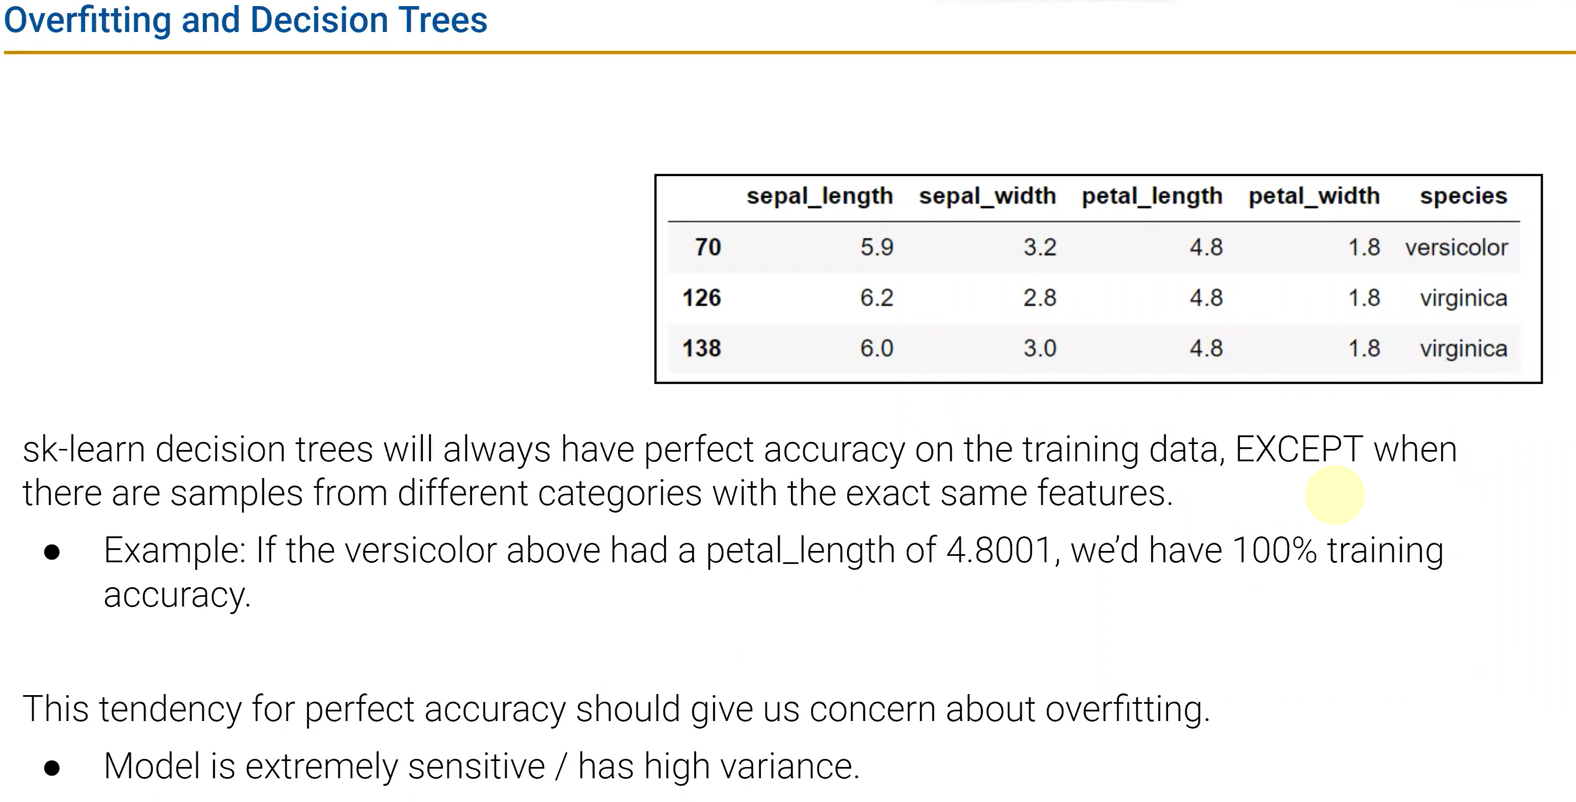 Overfitting and Decision Trees
sepal_length sepal_width petal_length petal_width species
70 5.9 3.2 4.8 1.8 versicolor
126 6.2 2.8 4.8 1.8 virginica
138 6.0 3.0 4.8 1.8 virginica
sk-learn decision trees will always have perfect accuracy on the training data, EXCEPT when
there are samples from different categories with the exact same features.
● Example: If the versicolor above had a petal_length of 4.8001, we’d have 100% training
accuracy.
This tendency for perfect accuracy should give us concern about overfitting.
● Model is extremely sensitive / has high variance.